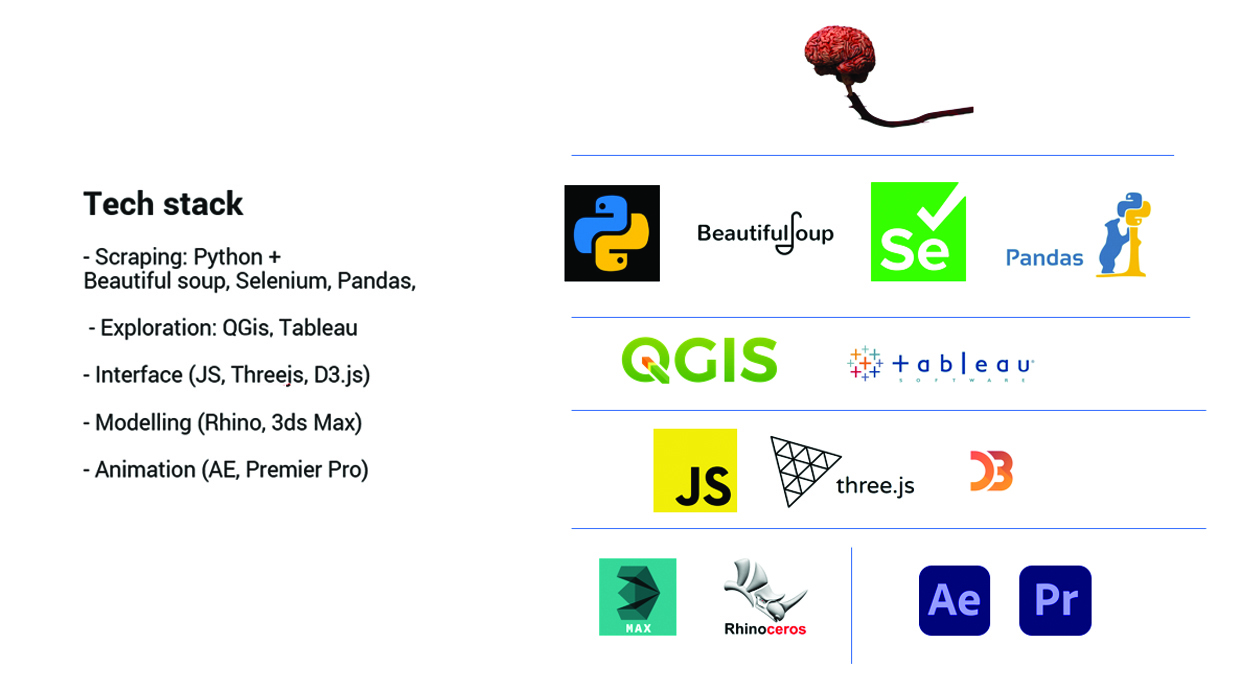 Tech stack
- Scraping: Python +
Beautiful soup, Selenium, Pandas,
- Exploration: QGis, Tableau
- Interface (JS, Threejs, D3.js)
- Modelling (Rhino, 3ds Max)
- Animation (AE, Premier Pro)
BeautifulSoup
Se
Pandas
QGIS
+ableau
SOFTWARE
JS
three.js
D3
MAX
Rhinoceros
Ae
Pr